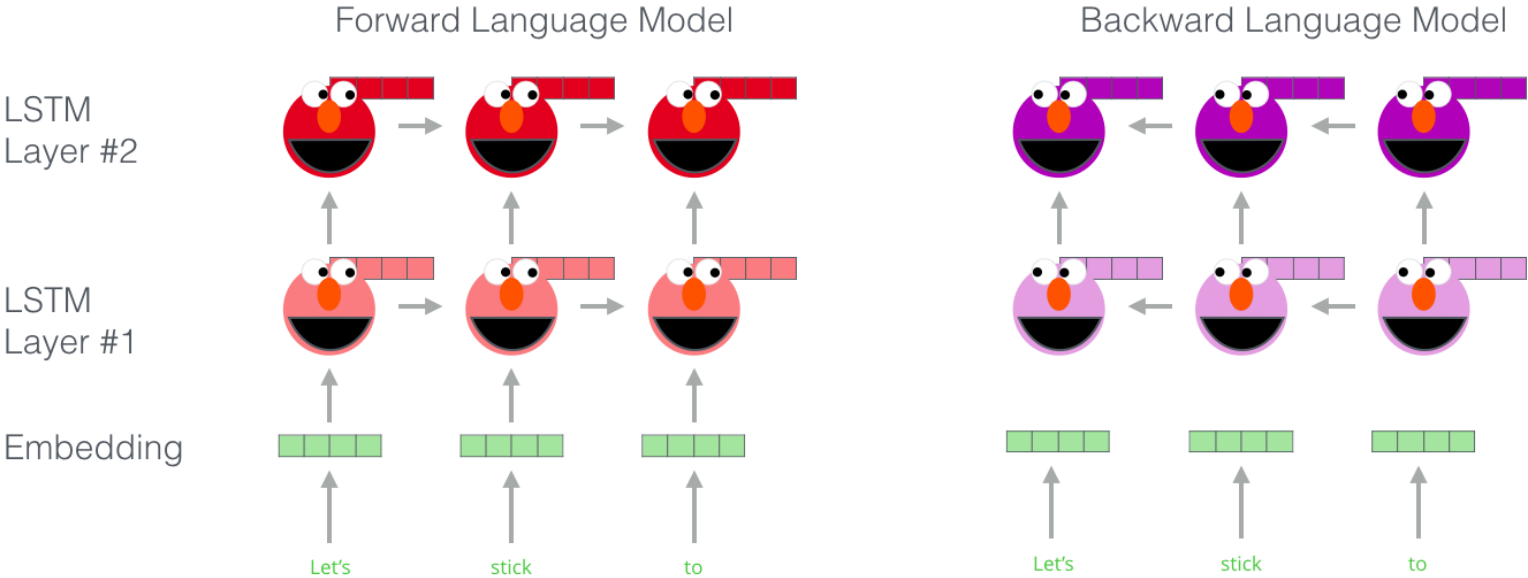 Forward Language Model
Backward Language Model
LSTM
Layer #2
LSTM
Layer #1
Embedding
Let's
stick
to
Let's
stick
to